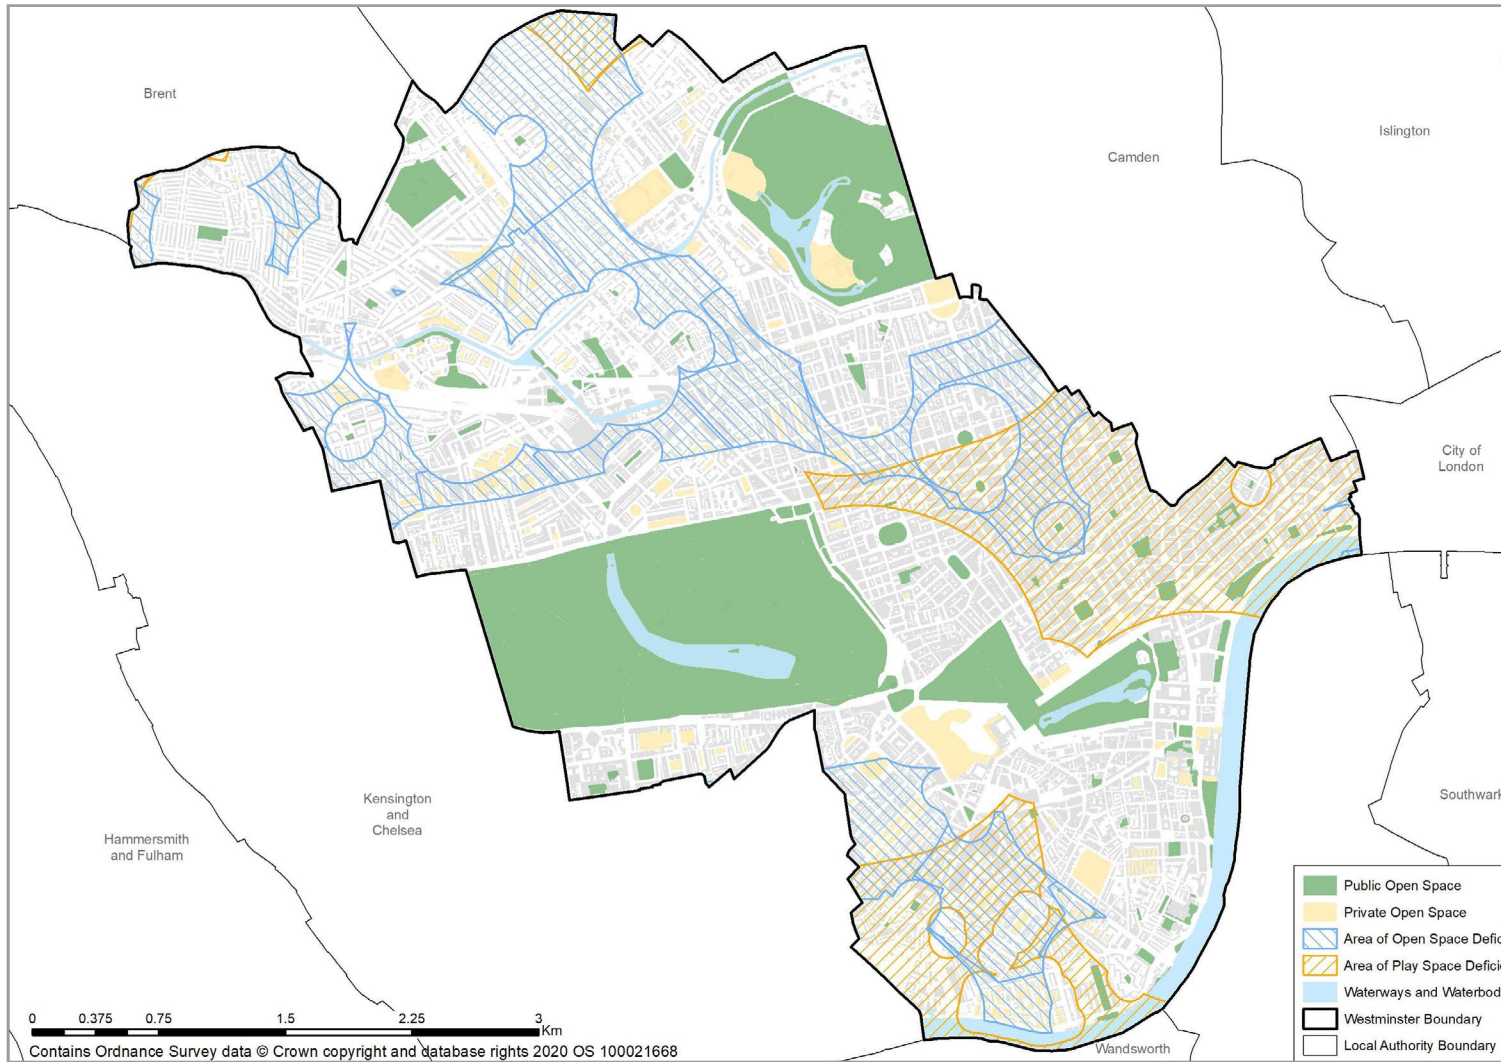 Brent
Camden
Islington
City of
London
Kensington
and
Chelsea
Hammersmith
and Fulham
Southwark
Wandsworth
Public Open Space
Private Open Space
Area of Open Space Defic
Area of Play Space Deficie
Waterways and Waterbod
Westminster Boundary
Local Authority Boundary
0 0.375 0.75 1.5 2.25 3
Km
Contains Ordnance Survey data © Crown copyright and database rights 2020 OS 100021668